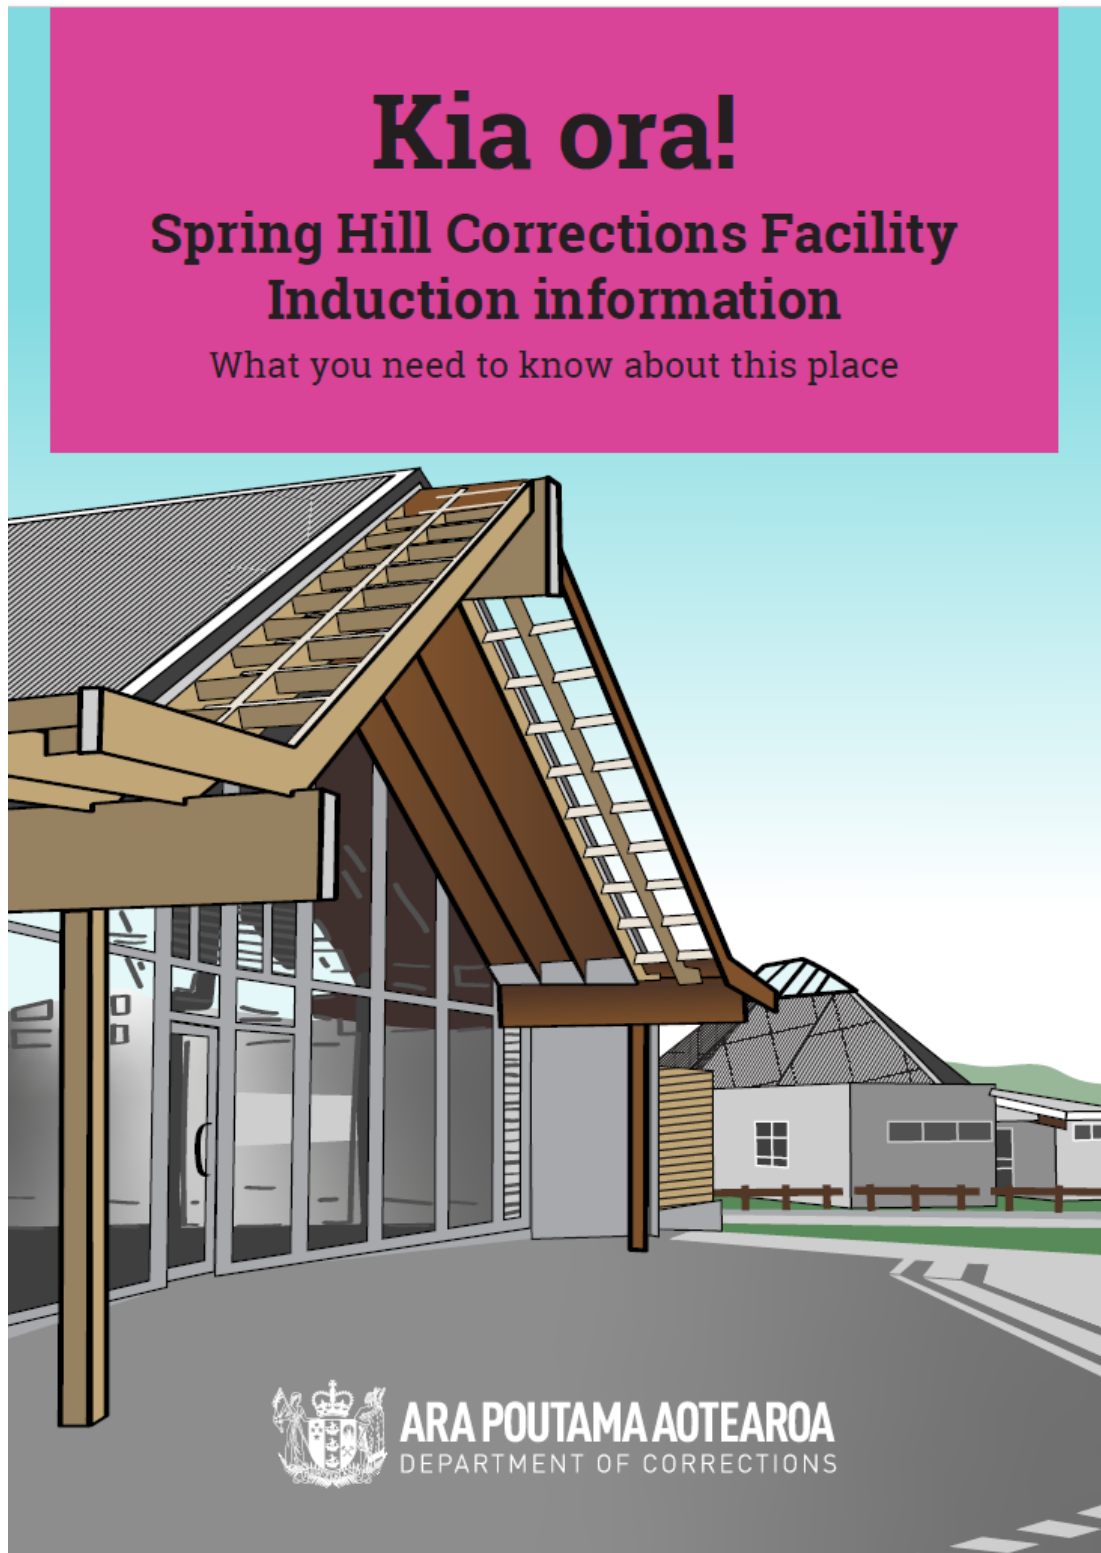 Kia ora!
Spring Hill Corrections Facility
Induction information
What you need to know about this place
ARA POUTAMA AOTEAROA
DEPARTMENT OF CORRECTIONS